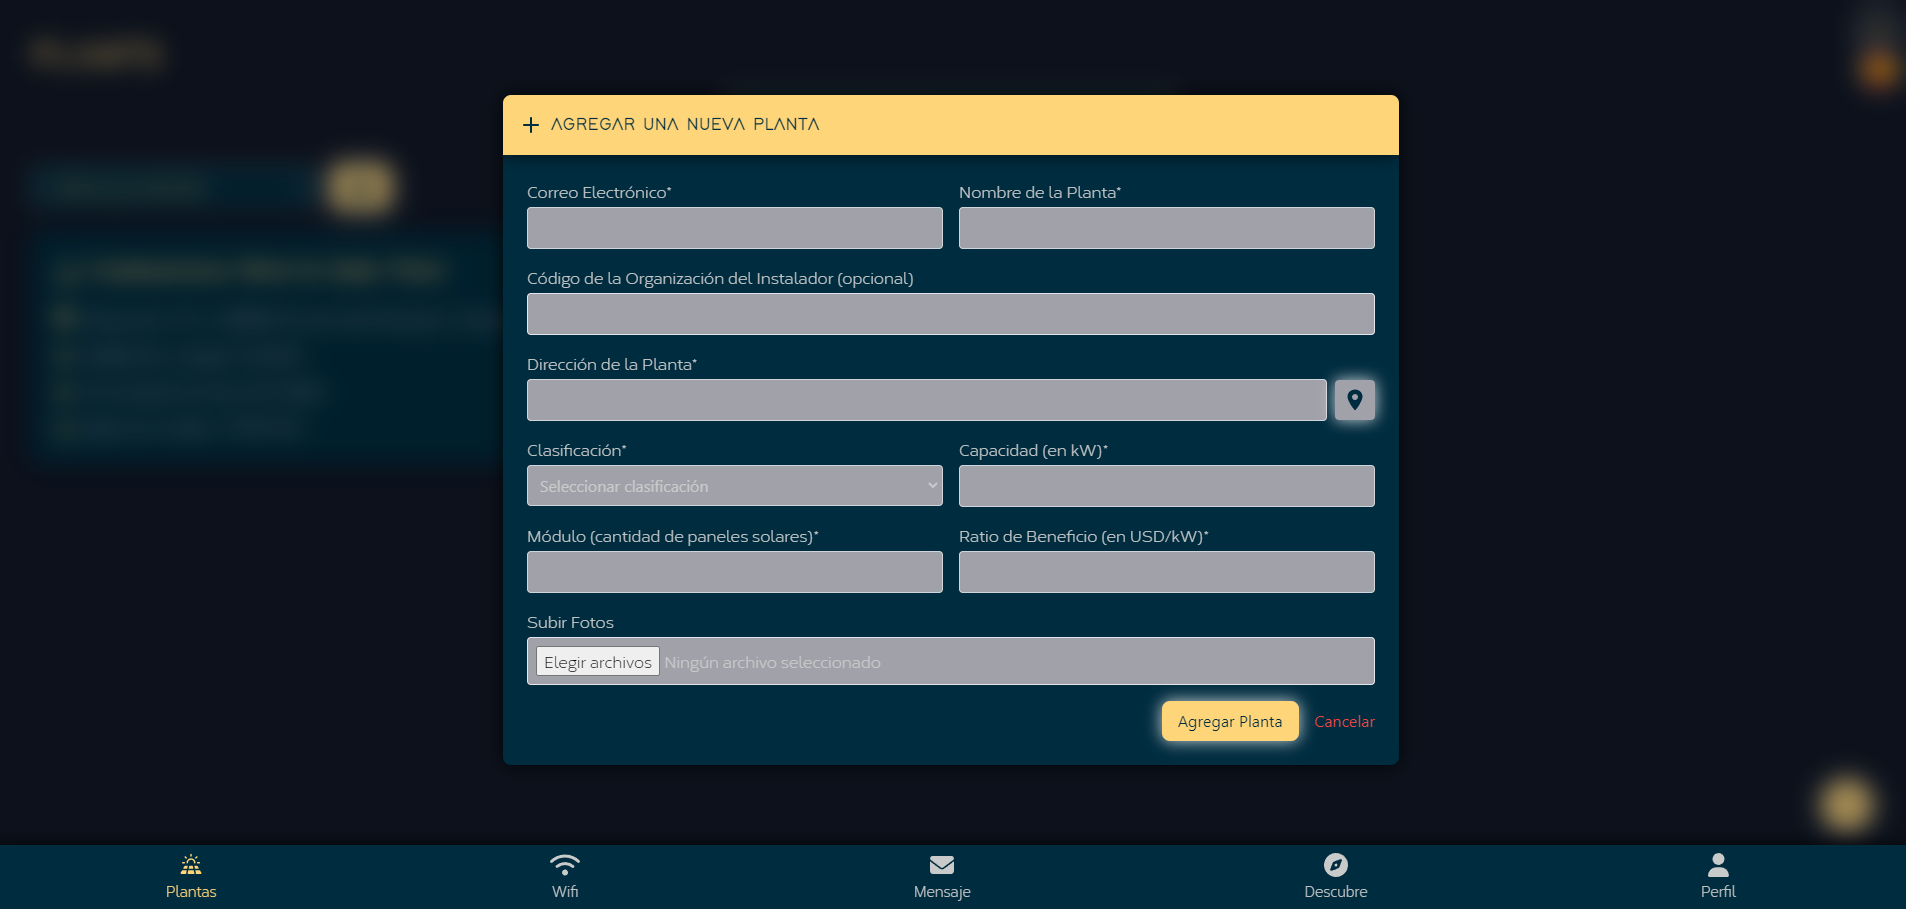 AGREGAR UNA NUEVA PLANTA
Correo Electrónico*
Nombre de la Planta*
Código de la Organización del Instalador (opcional)
Dirección de la Planta*
Clasificación*
Capacidad (en kW)*
Seleccionar clasificación
Módulo (cantidad de paneles solares)*
Ratio de Beneficio (en USD/kW)*
Subir Fotos
Elegir archivos Ningún archivo seleccionado
Agregar Planta
Cancelar
Plantas
Wifi
Mensaje
Descubre
Perfil